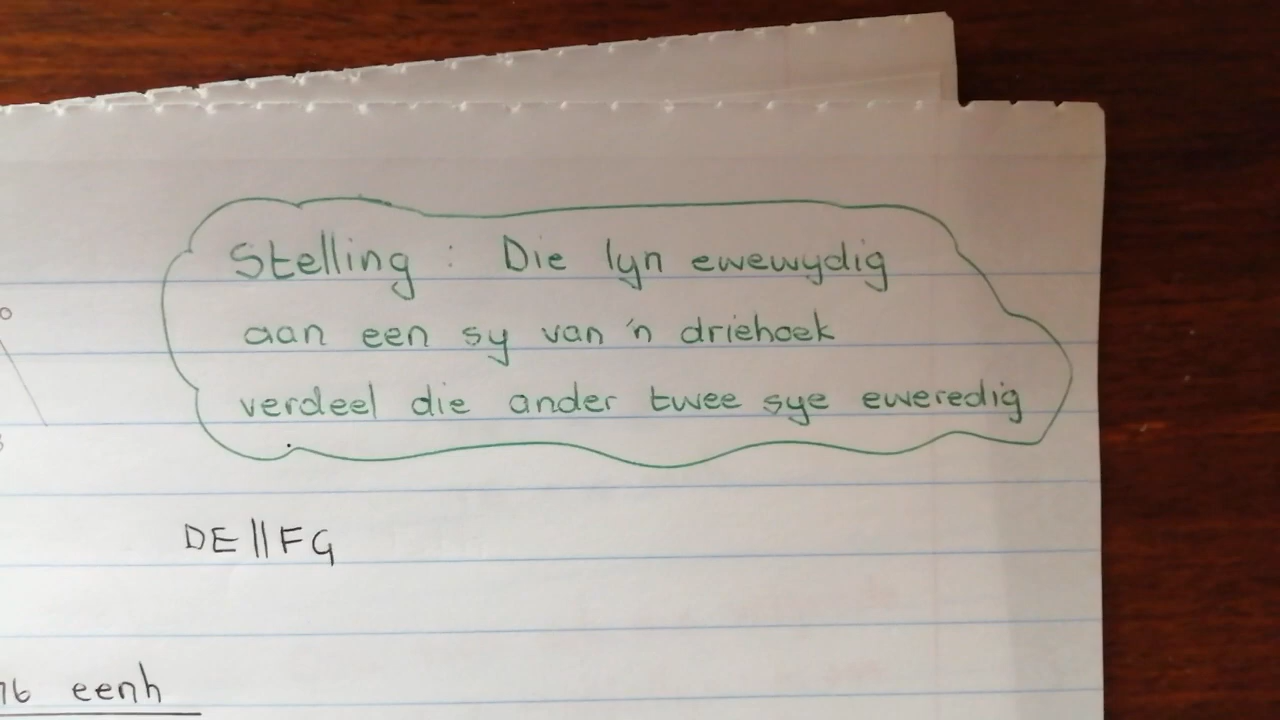 Stelling : Die lyn ewewydig
aan een sy van 'n driehoek
verdeel die ander twee sye eweredig
DE||FG
eenh